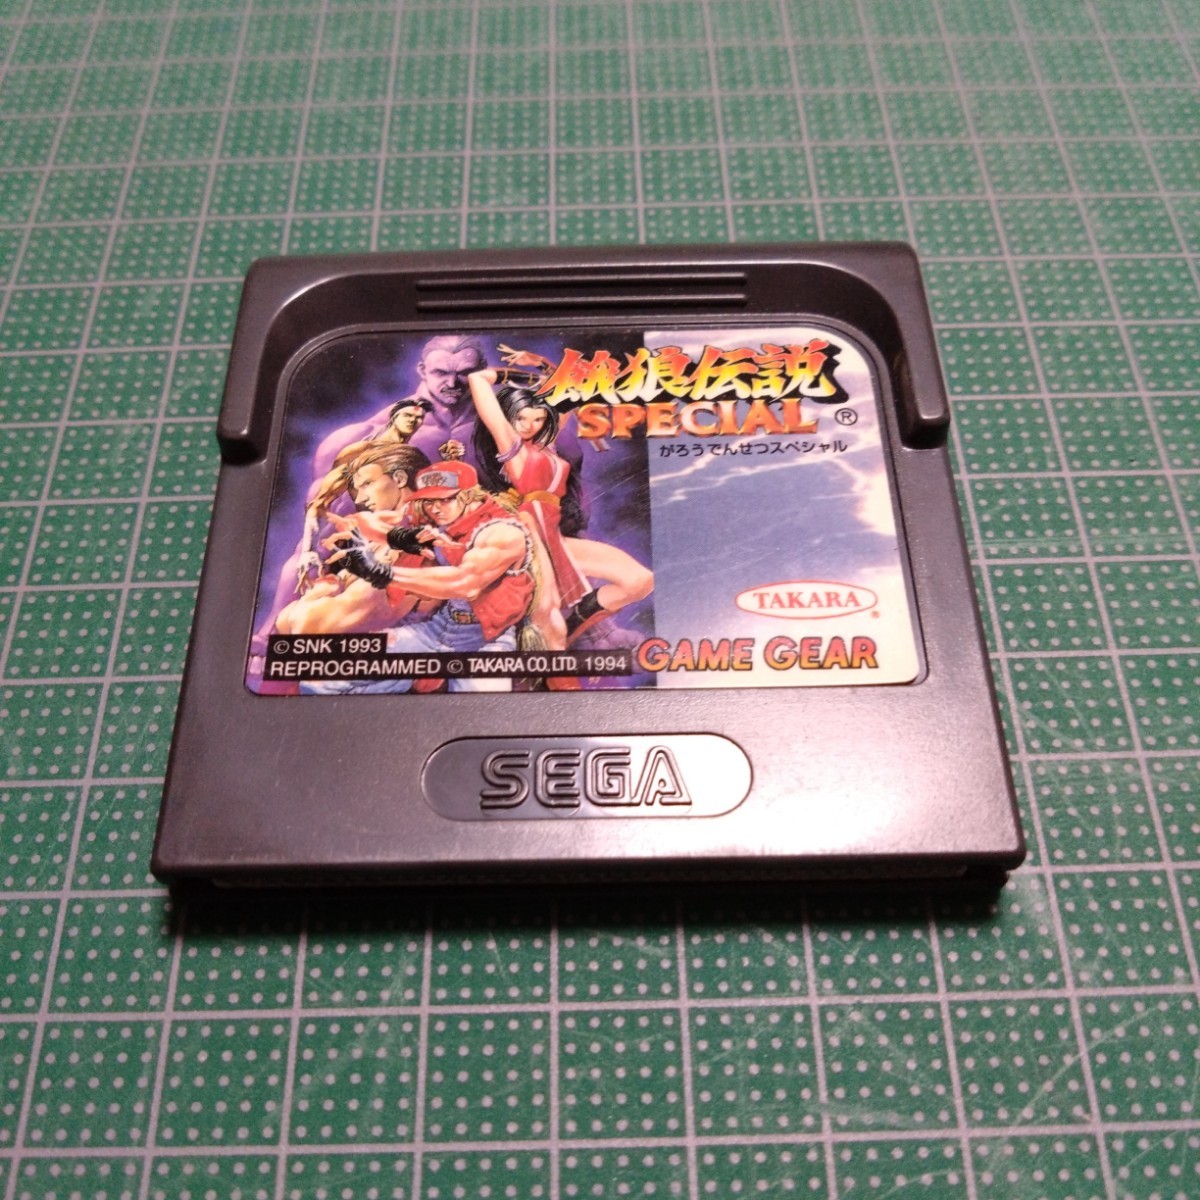 餓狼伝説
SPECIAL ®
がろうでんせつスペシャル
TAKARA ®
© SNK 1993
REPROGRAMMED © TAKARA CO. LTD. 1994
GAME GEAR
SEGA